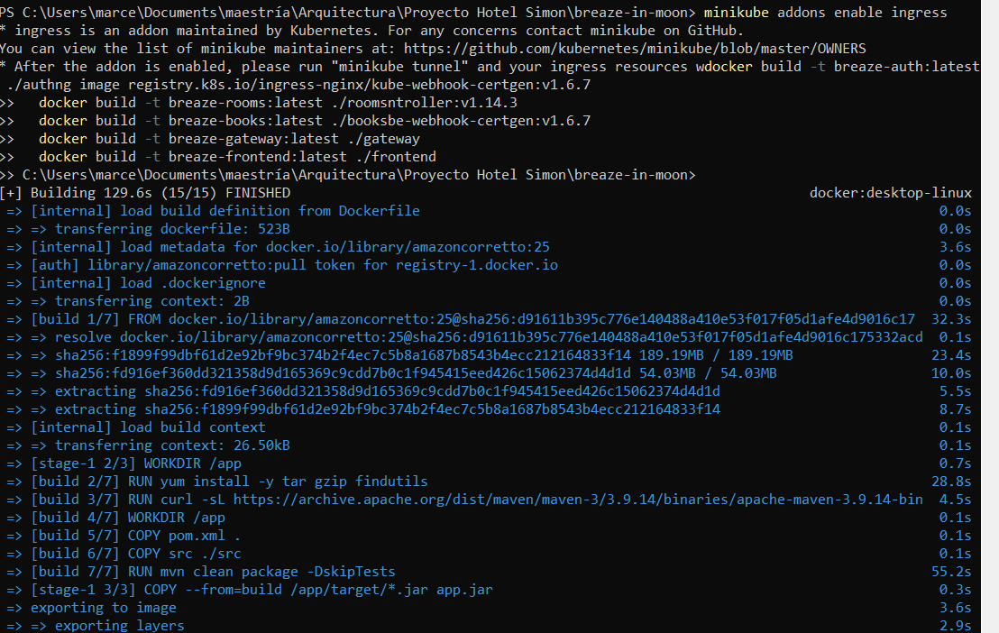 PS C:\Users\marce\Documents\maestría\Arquitectura\Proyecto Hotel Simon\breaze-in-moon> minikube addons enable ingress
* ingress is an addon maintained by Kubernetes. For any concerns contact minikube on GitHub.
You can view the list of minikube maintainers at: https://github.com/kubernetes/minikube/blob/master/OWNERS
* After the addon is enabled, please run "minikube tunnel" and your ingress resources wdocker build -t breaze-auth:latest
./authng image registry.k8s.io/ingress-nginx/kube-webhook-certgen:v1.6.7
>>   docker build -t breaze-rooms:latest ./roomsntroller:v1.14.3
>>   docker build -t breaze-books:latest ./booksbe-webhook-certgen:v1.6.7
>>   docker build -t breaze-gateway:latest ./gateway
>>   docker build -t breaze-frontend:latest ./frontend
>> C:\Users\marce\Documents\maestría\Arquitectura\Proyecto Hotel Simon\breaze-in-moon>
[+] Building 129.6s (15/15) FINISHED docker:desktop-linux
=> [internal] load build definition from Dockerfile 0.0s
=> => transferring dockerfile: 523B 0.0s
=> [internal] load metadata for docker.io/library/amazoncorretto:25 3.6s
=> [auth] library/amazoncorretto:pull token for registry-1.docker.io 0.0s
=> [internal] load .dockerignore 0.0s
=> => transferring context: 2B 0.0s
=> [build 1/7] FROM docker.io/library/amazoncorretto:25@sha256:d91611b395c776e140488a410e53f017f05d1afe4d9016c17 32.3s
=> => resolve docker.io/library/amazoncorretto:25@sha256:d91611b395c776e140488a410e53f017f05d1afe4d9016c175332acd 0.1s
=> => sha256:f1899f99dbf61d2e92bf9bc374b2f4ec7c5b8a1687b8543b4ecc212164833f14 189.19MB / 189.19MB 23.4s
=> => sha256:fd916ef360dd321358d9d165369c9cdd7b0c1f945415eed426c15062374d4d1d 54.03MB / 54.03MB 10.0s
=> => extracting sha256:fd916ef360dd321358d9d165369c9cdd7b0c1f945415eed426c15062374d4d1d 5.5s
=> => extracting sha256:f1899f99dbf61d2e92bf9bc374b2f4ec7c5b8a1687b8543b4ecc212164833f14 8.7s
=> [internal] load build context 0.1s
=> => transferring context: 26.50kB 0.1s
=> [stage-1 2/3] WORKDIR /app 0.7s
=> [build 2/7] RUN yum install -y tar gzip findutils 28.8s
=> [build 3/7] RUN curl -sL https://archive.apache.org/dist/maven/maven-3/3.9.14/binaries/apache-maven-3.9.14-bin 4.5s
=> [build 4/7] WORKDIR /app 0.1s
=> [build 5/7] COPY pom.xml . 0.1s
=> [build 6/7] COPY src ./src 0.1s
=> [build 7/7] RUN mvn clean package -DskipTests 55.2s
=> [stage-1 3/3] COPY --from=build /app/target/*.jar app.jar 0.3s
=> exporting to image 3.6s
=> => exporting layers 2.9s